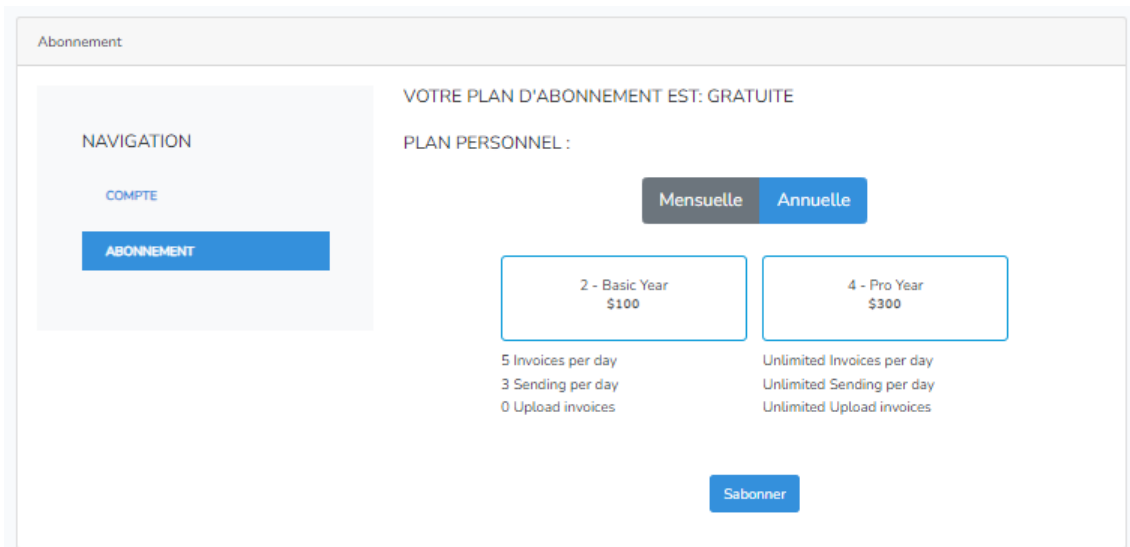 Abonnement
NAVIGATION
COMPTE
ABONNEMENT
VOTRE PLAN D'ABONNEMENT EST: GRATUITE
PLAN PERSONNEL :
Mensuelle Annuelle
2 - Basic Year
$100
5 Invoices per day
3 Sending per day
0 Upload invoices
4 - Pro Year
$300
Unlimited Invoices per day
Unlimited Sending per day
Unlimited Upload invoices
Sabonner